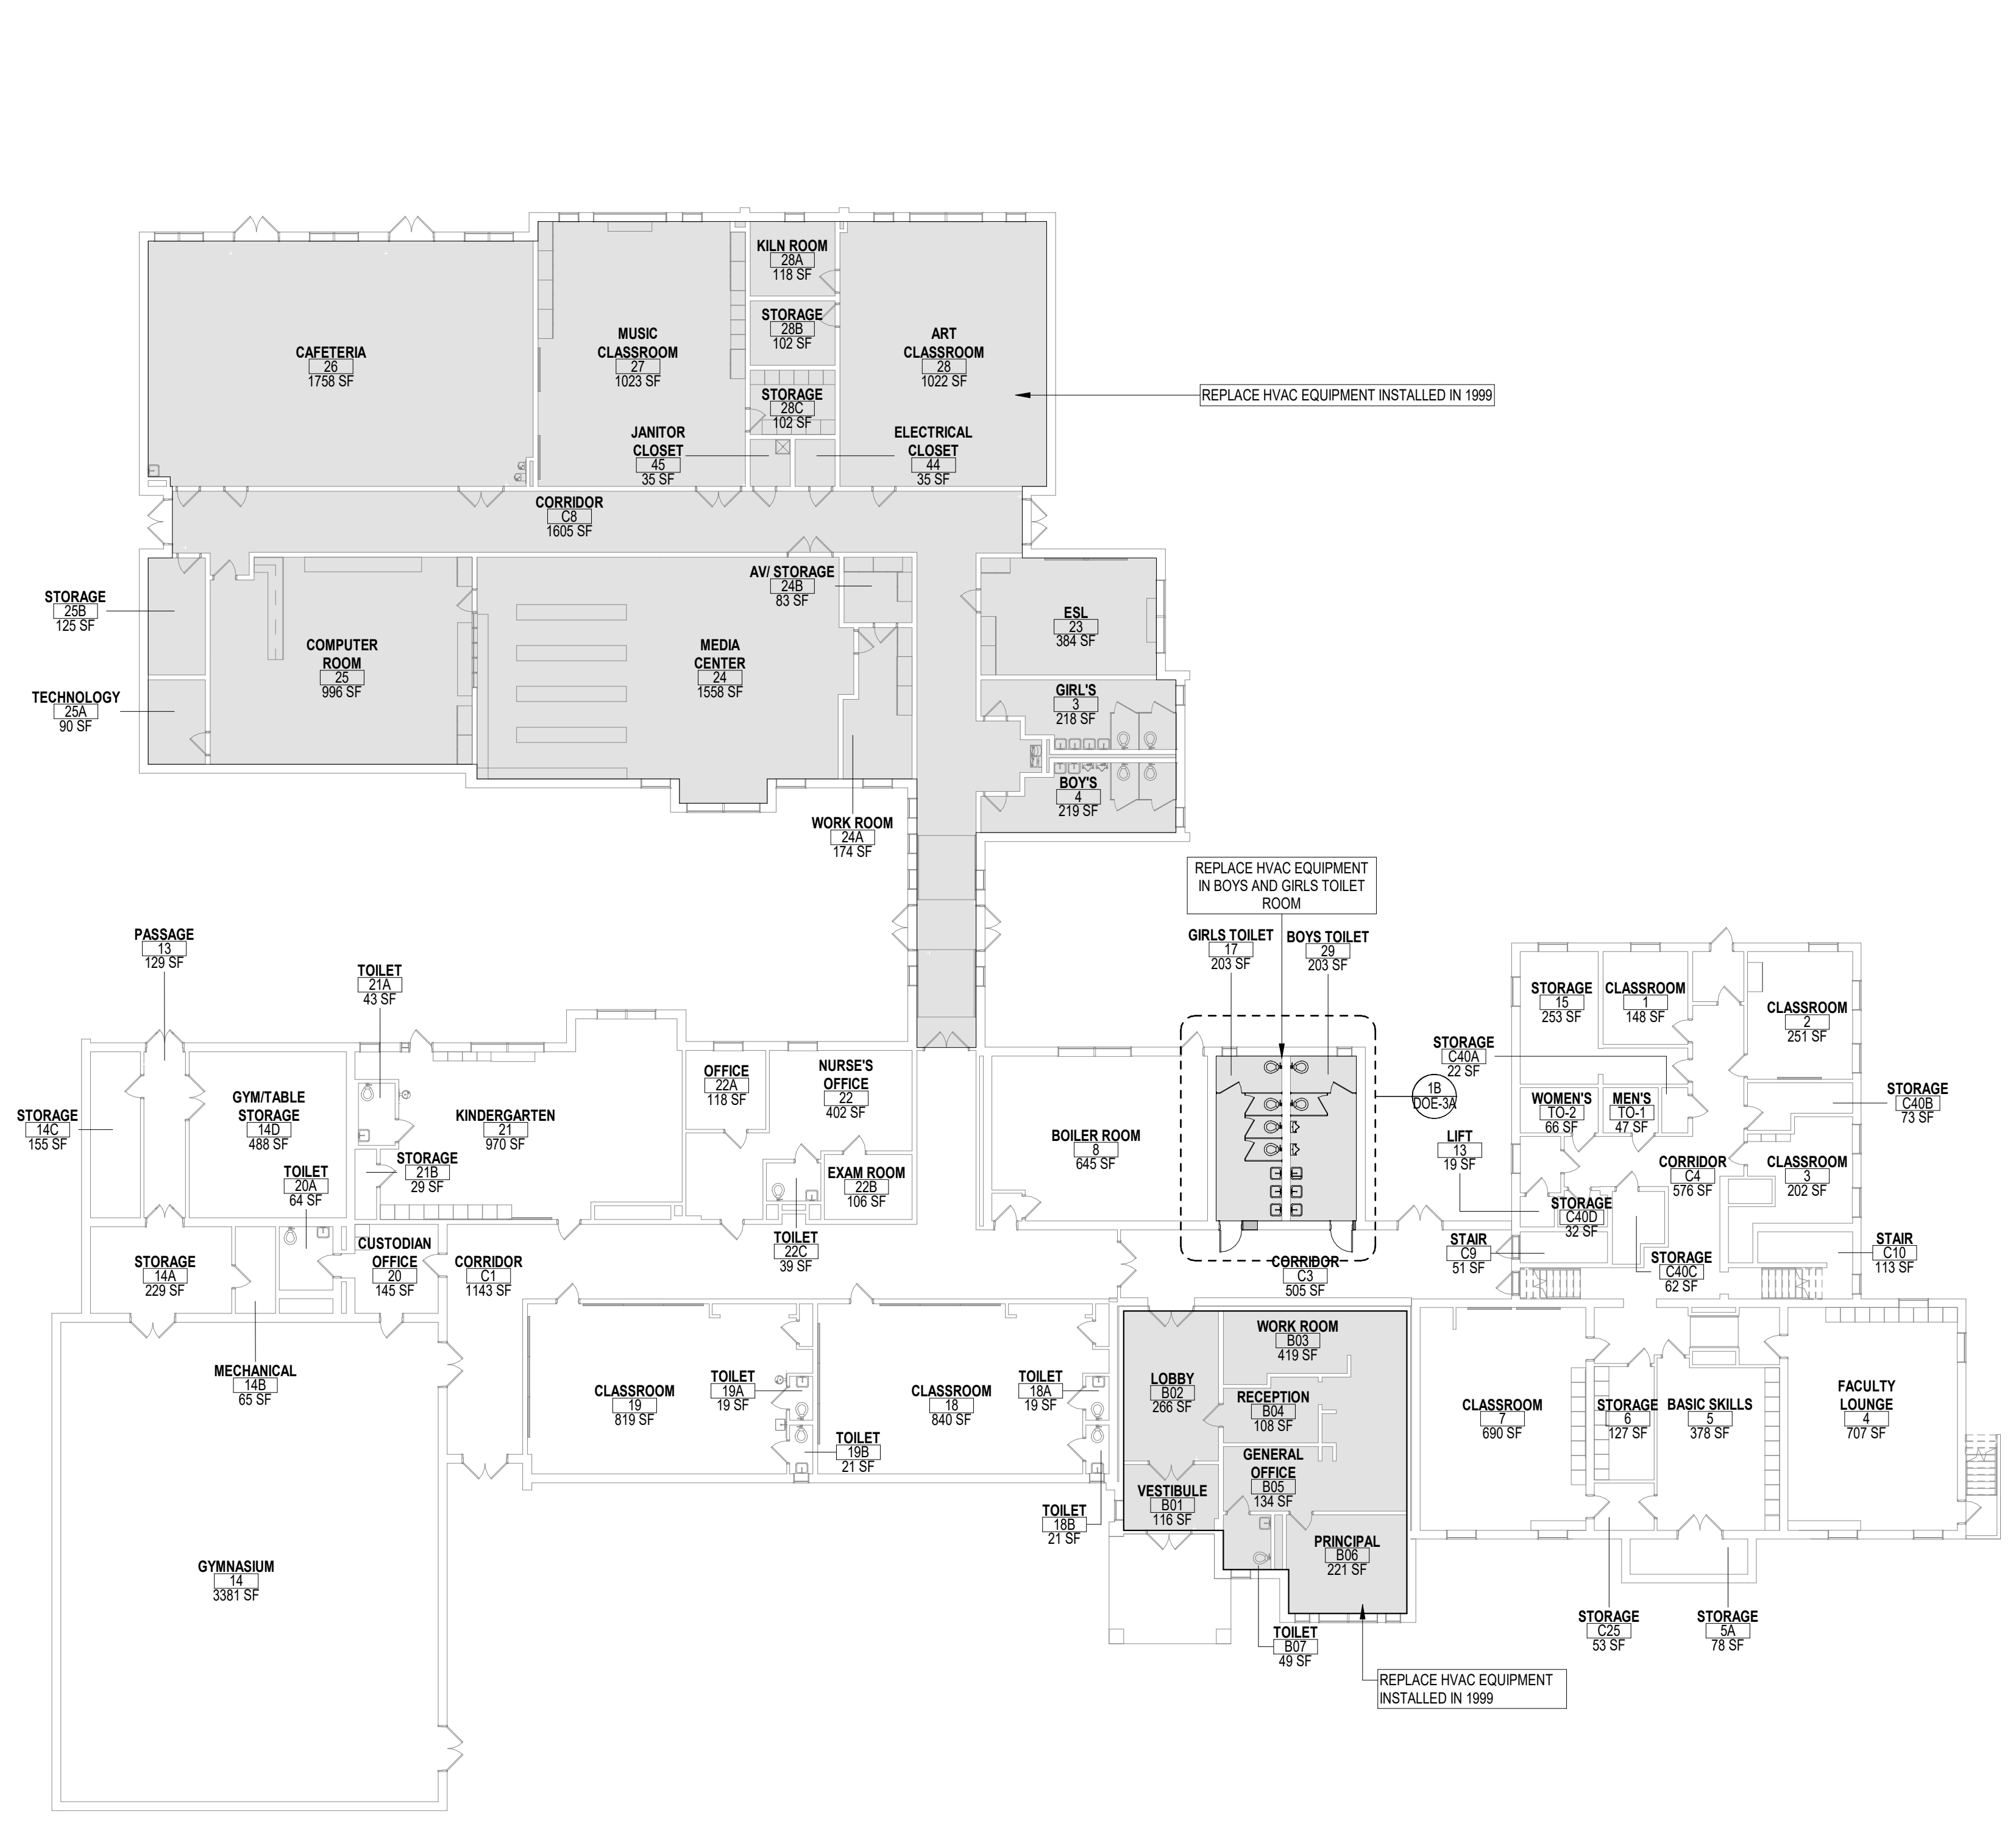 KILN ROOM
28A
118 SF
STORAGE
28B
102 SF
MUSIC
CLASSROOM
27
1023 SF
ART
CLASSROOM
28
1022 SF
CAFETERIA
26
1758 SF
REPLACE HVAC EQUIPMENT INSTALLED IN 1999
STORAGE
28C
102 SF
JANITOR
CLOSET
45
35 SF
ELECTRICAL
CLOSET
44
35 SF
CORRIDOR
C8
1605 SF
AV/ STORAGE
24B
83 SF
STORAGE
25B
125 SF
ESL
23
384 SF
COMPUTER
ROOM
25
996 SF
MEDIA
CENTER
24
1558 SF
TECHNOLOGY
25A
90 SF
GIRL'S
3
218 SF
BOY'S
4
219 SF
WORK ROOM
24A
174 SF
REPLACE HVAC EQUIPMENT
IN BOYS AND GIRLS TOILET
ROOM
PASSAGE
13
129 SF
GIRLS TOILET
17
203 SF
BOYS TOILET
29
203 SF
TOILET
21A
43 SF
STORAGE
15
253 SF
CLASSROOM
1
148 SF
CLASSROOM
2
251 SF
STORAGE
C40A
22 SF
OFFICE
22A
118 SF
NURSE'S
OFFICE
22
402 SF
1B
DOE-3A
STORAGE
14C
155 SF
GYM/TABLE
STORAGE
14D
488 SF
KINDERGARTEN
21
970 SF
WOMEN'S
TO-2
66 SF
MEN'S
TO-1
47 SF
STORAGE
C40B
73 SF
BOILER ROOM
8
645 SF
LIFT
13
19 SF
STORAGE
21B
29 SF
TOILET
20A
64 SF
EXAM ROOM
22B
106 SF
CORRIDOR
C4
576 SF
CLASSROOM
3
202 SF
STORAGE
C40D
32 SF
TOILET
22C
39 SF
STAIR
C9
51 SF
STAIR
C10
113 SF
STORAGE
14A
229 SF
CUSTODIAN
OFFICE
20
145 SF
CORRIDOR
C1
1143 SF
CORRIDOR
C3
505 SF
STORAGE
C40C
62 SF
MECHANICAL
14B
65 SF
WORK ROOM
B03
419 SF
CLASSROOM
19
819 SF
TOILET
19A
19 SF
CLASSROOM
18
840 SF
TOILET
18A
19 SF
LOBBY
B02
266 SF
RECEPTION
B04
108 SF
CLASSROOM
7
690 SF
STORAGE
6
127 SF
BASIC SKILLS
5
378 SF
FACULTY
LOUNGE
4
707 SF
TOILET
19B
21 SF
GENERAL
OFFICE
B05
134 SF
VESTIBULE
B01
116 SF
TOILET
18B
21 SF
PRINCIPAL
B06
221 SF
GYMNASIUM
14
3381 SF
TOILET
B07
49 SF
STORAGE
C25
53 SF
STORAGE
5A
78 SF
REPLACE HVAC EQUIPMENT
INSTALLED IN 1999